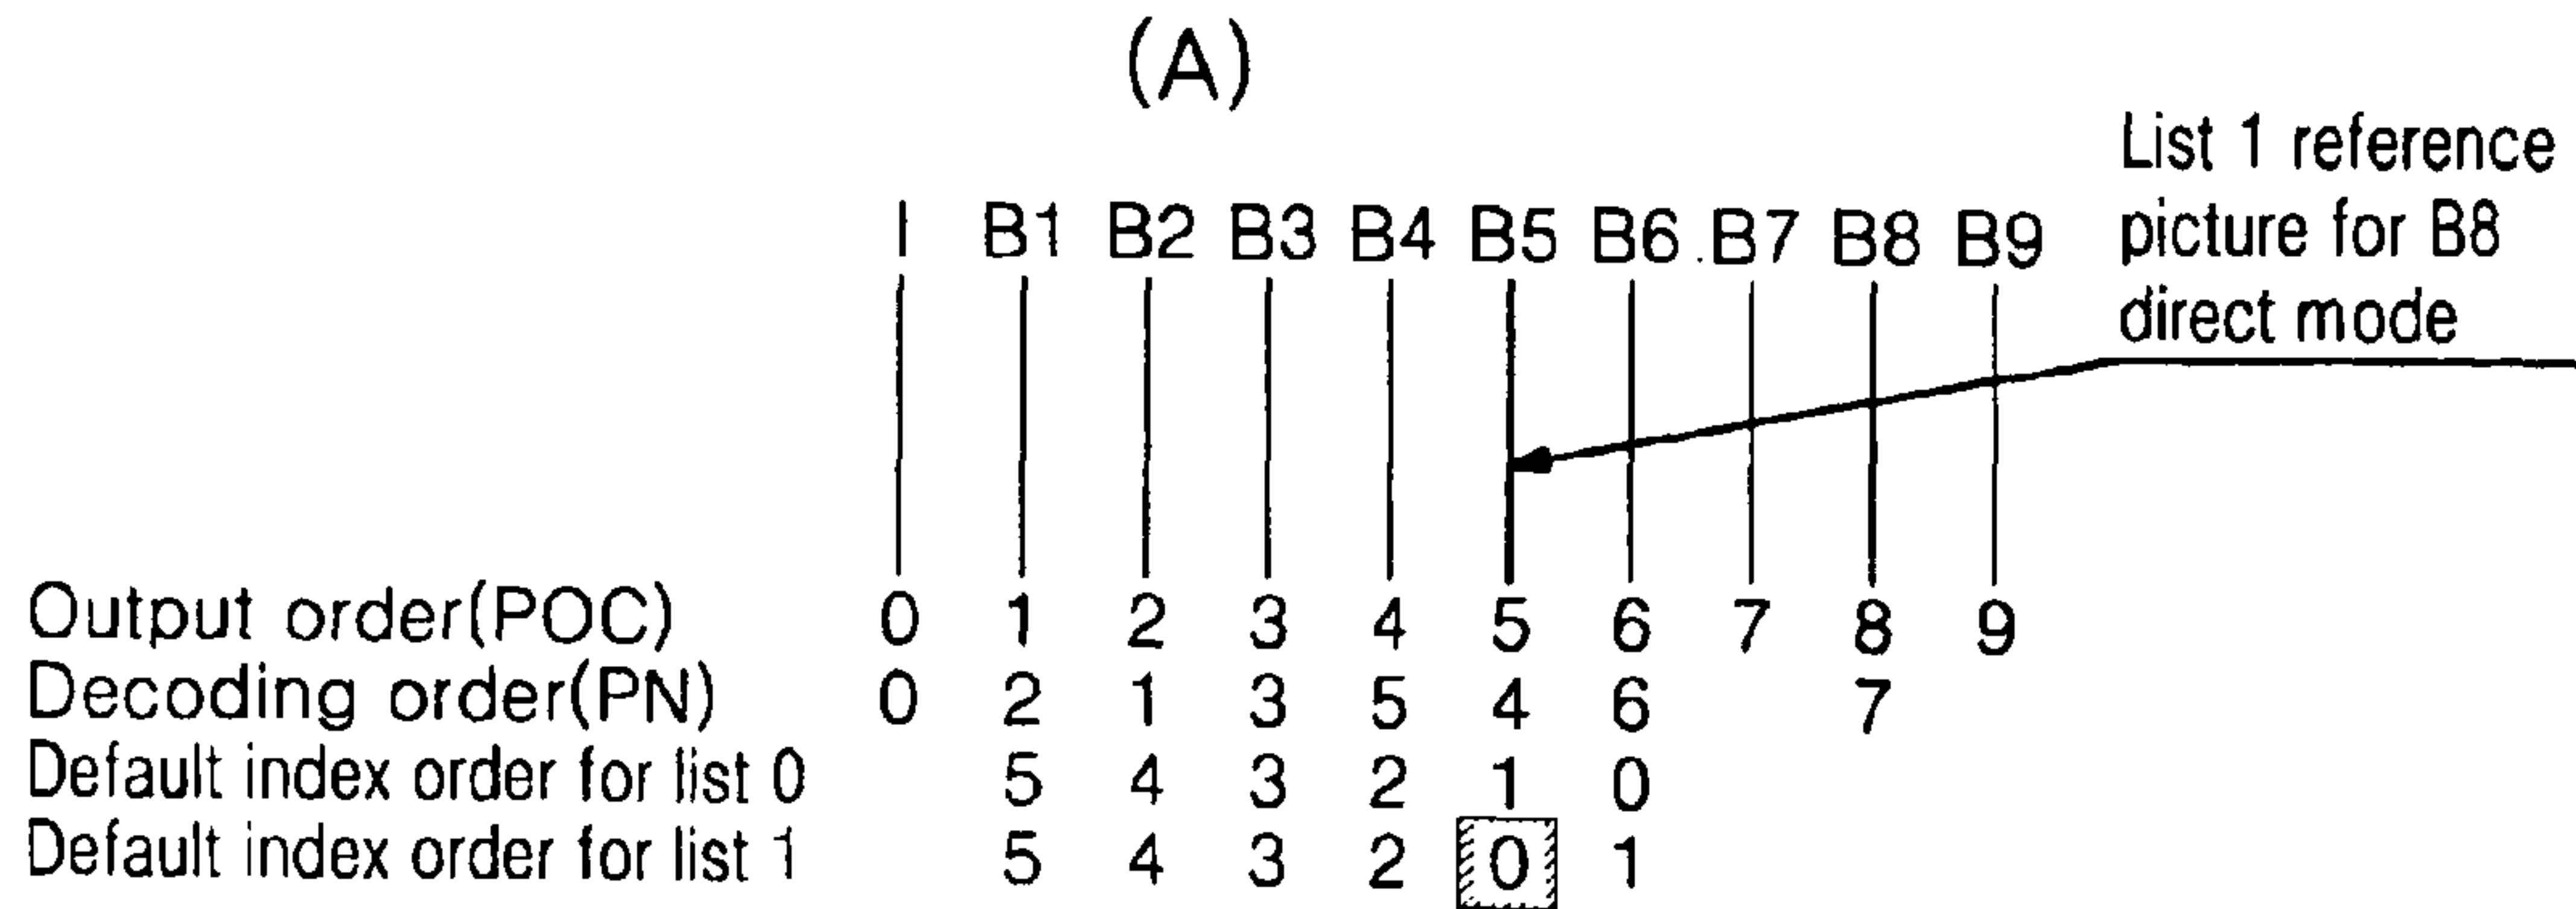 (A)
List 1 reference
picture for B8
direct mode
I B1 B2 B3 B4 B5 B6 B7 B8 B9
Output order(POC) 0 1 2 3 4 5 6 7 8 9
Decoding order(PN) 0 2 1 3 5 4 6 7
Default index order for list 0 5 4 3 2 1 0
Default index order for list 1 5 4 3 2 0 1